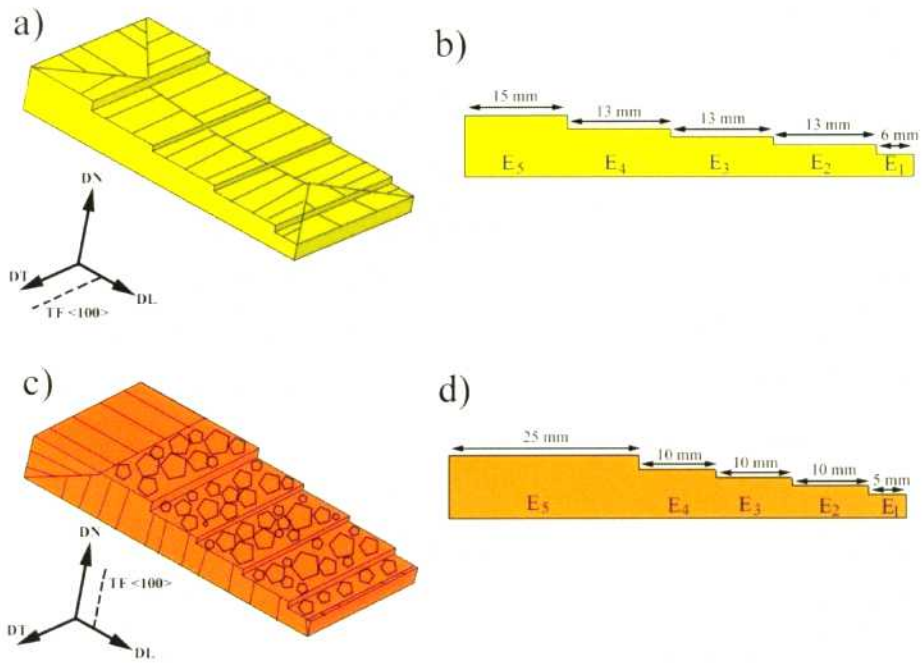 a)
DN
DT
DL
TF <100>
b)
15 mm
13 mm
13 mm
13 mm
6 mm
E5
E4
E3
E2
E1
c)
DN
TF <100>
DT
DL
d)
25 mm
10 mm
10 mm
10 mm
5 mm
E5
E4
E3
E2
E1